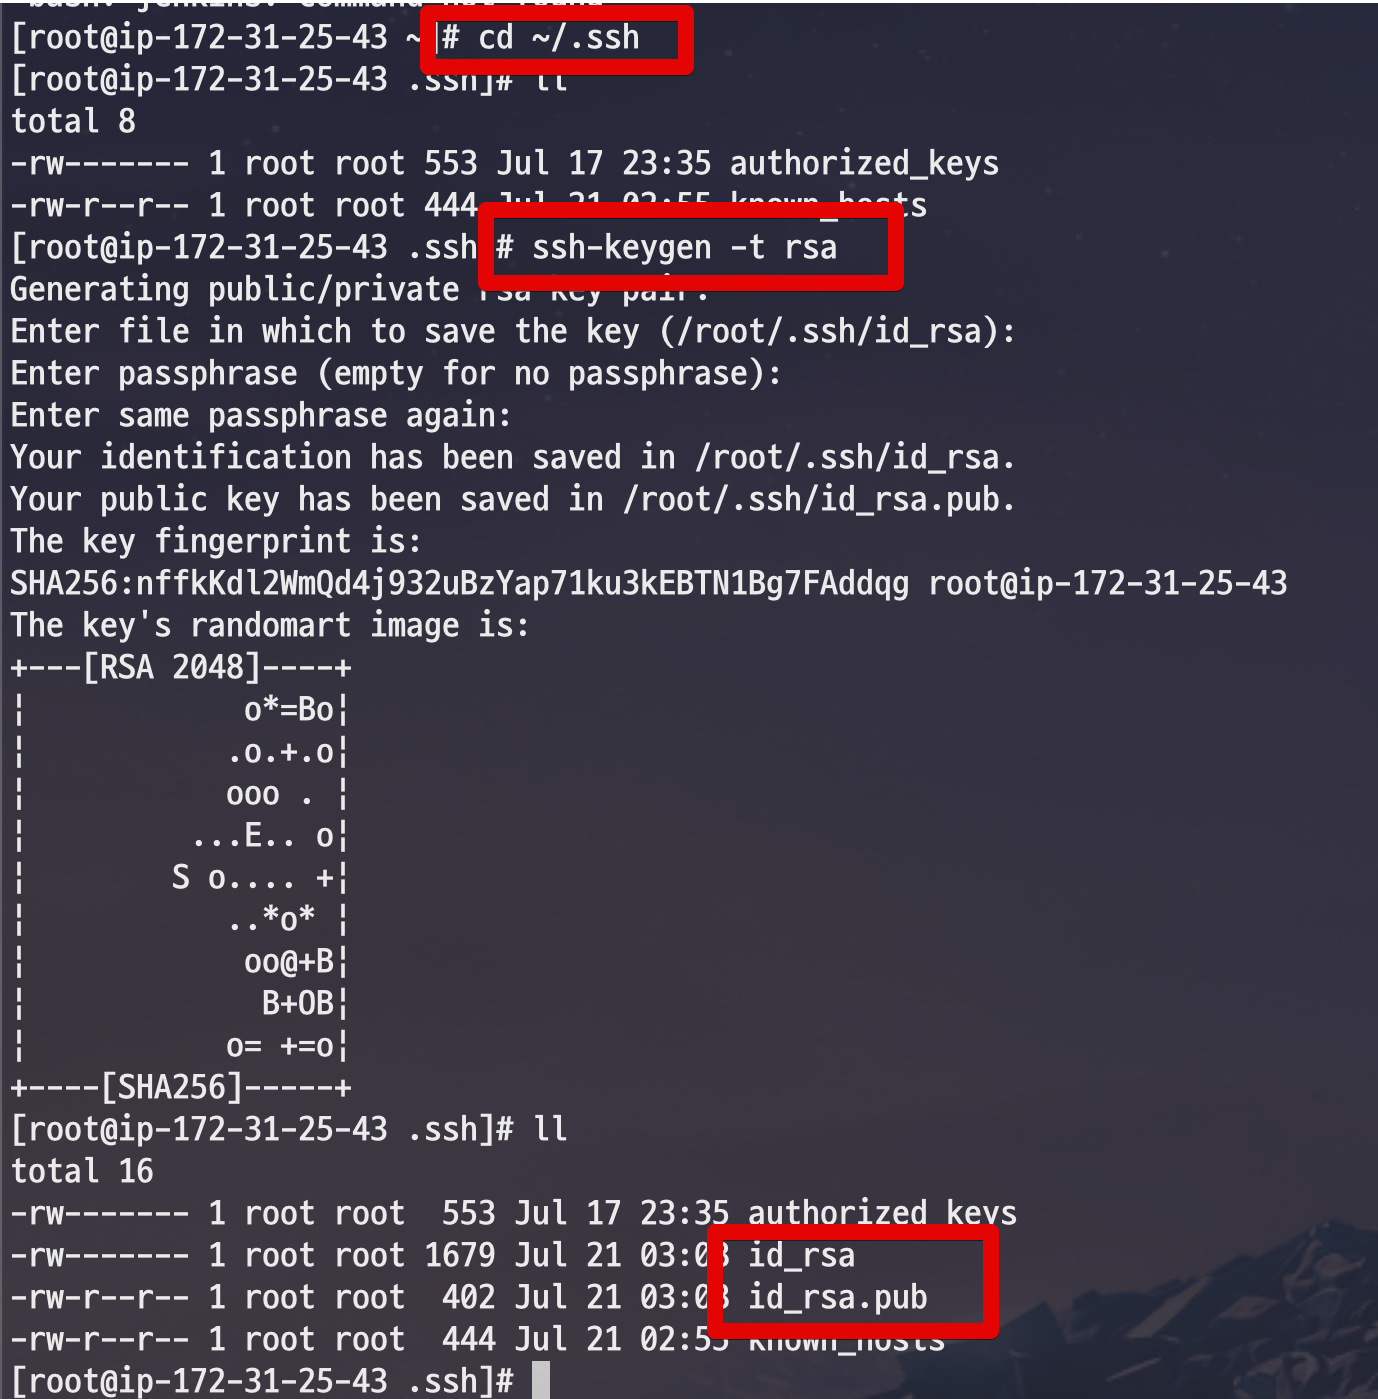 [root@ip-172-31-25-43 ~]# cd ~/.ssh
[root@ip-172-31-25-43 .ssh]# ll
total 8
-rw------- 1 root root 553 Jul 17 23:35 authorized_keys
-rw-r--r-- 1 root root 444 Jul 21 02:55 known_hosts
[root@ip-172-31-25-43 .ssh]# ssh-keygen -t rsa
Generating public/private rsa key pair.
Enter file in which to save the key (/root/.ssh/id_rsa):
Enter passphrase (empty for no passphrase):
Enter same passphrase again:
Your identification has been saved in /root/.ssh/id_rsa.
Your public key has been saved in /root/.ssh/id_rsa.pub.
The key fingerprint is:
SHA256:nffkKdl2WmQd4j932uBzYap71ku3kEBTN1Bg7FAddqg root@ip-172-31-25-43
The key's randomart image is:
+---[RSA 2048]----+
|            o*=Bo|
|           .o.+.o|
|           ooo . |
|         ...E.. o|
|        S o.... +|
|           ..*o* |
|            oo@+B|
|             B+OB|
|           o= +=o|
+----[SHA256]-----+
[root@ip-172-31-25-43 .ssh]# ll
total 16
-rw------- 1 root root  553 Jul 17 23:35 authorized_keys
-rw------- 1 root root 1679 Jul 21 03:03 id_rsa
-rw-r--r-- 1 root root  402 Jul 21 03:03 id_rsa.pub
-rw-r--r-- 1 root root  444 Jul 21 02:55 known_hosts
[root@ip-172-31-25-43 .ssh]#